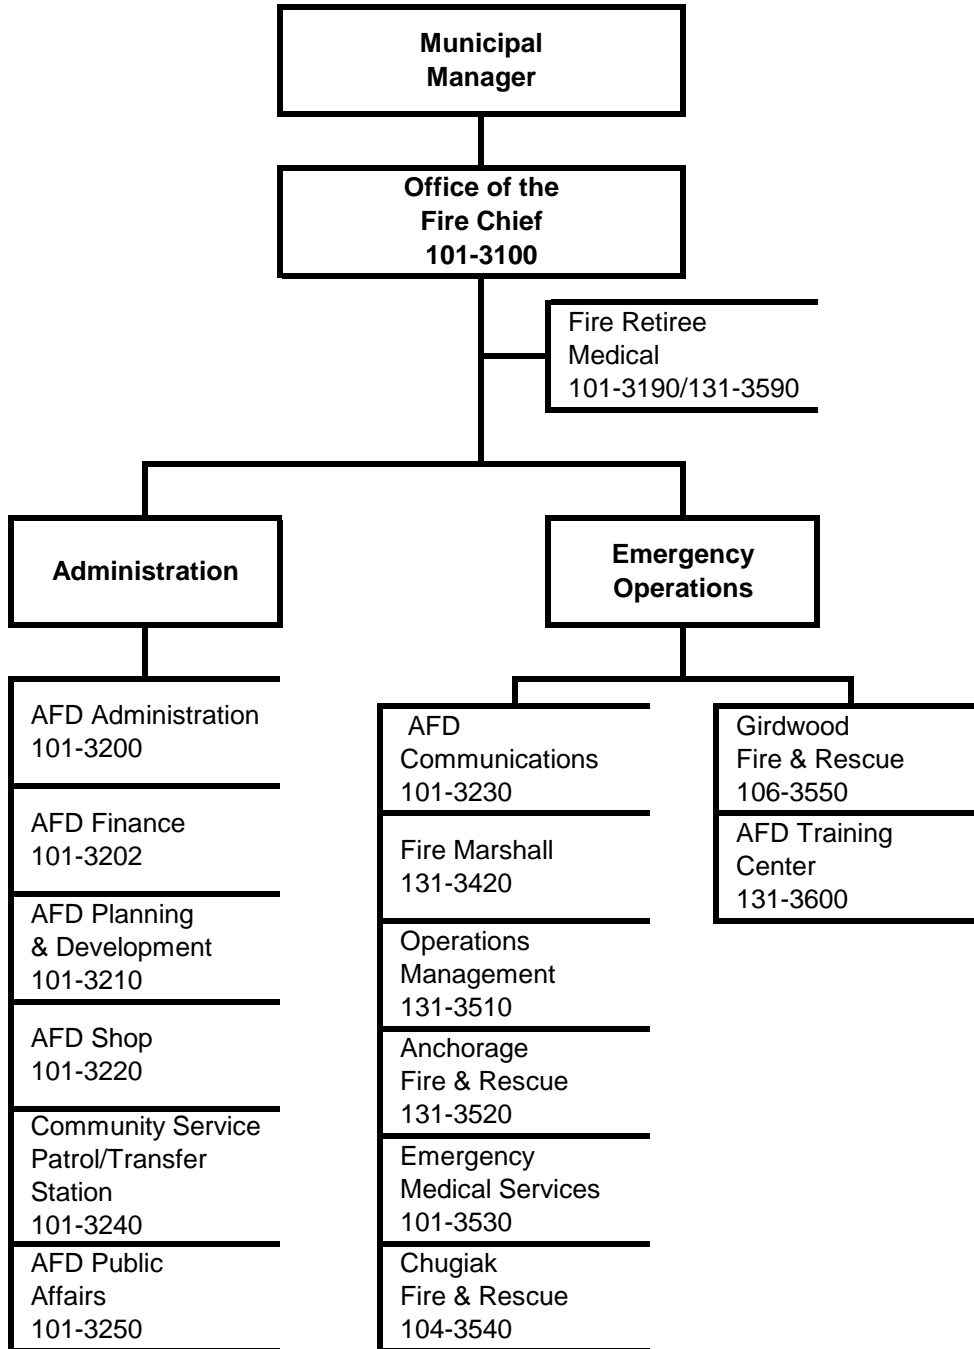 Municipal
Manager
Office of the
Fire Chief
101-3100
Fire Retiree
Medical
101-3190/131-3590
Administration
Emergency
Operations
AFD Administration
101-3200
AFD Finance
101-3202
AFD Planning
& Development
101-3210
AFD Shop
101-3220
Community Service
Patrol/Transfer
Station
101-3240
AFD Public
Affairs
101-3250
AFD
Communications
101-3230
Fire Marshall
131-3420
Operations
Management
131-3510
Anchorage
Fire & Rescue
131-3520
Emergency
Medical Services
101-3530
Chugiak
Fire & Rescue
104-3540
Girdwood
Fire & Rescue
106-3550
AFD Training
Center
131-3600